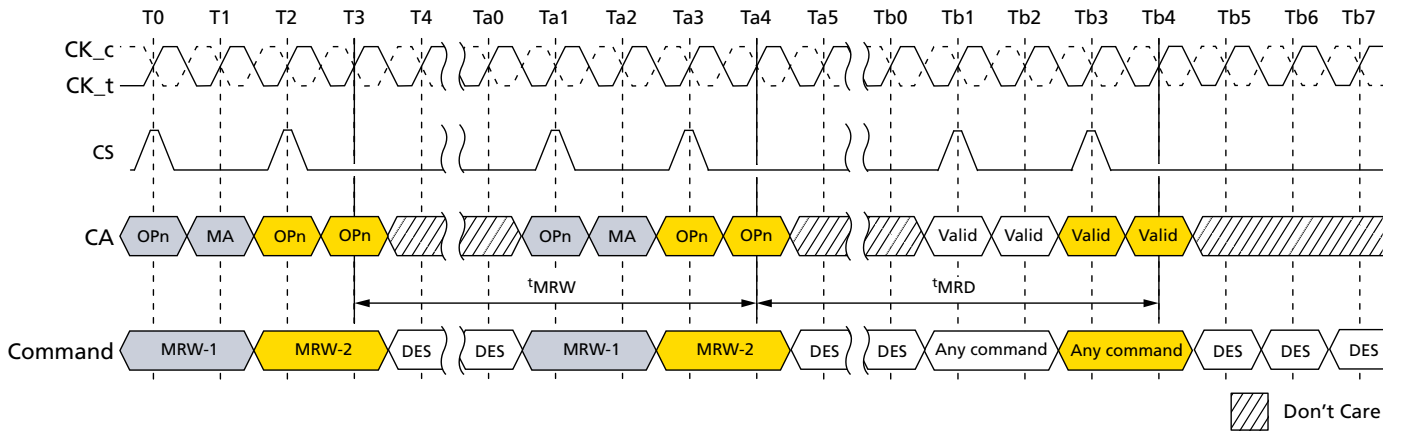 T0 T1 T2 T3 T4 Ta0 Ta1 Ta2 Ta3 Ta4 Ta5 Tb0 Tb1 Tb2 Tb3 Tb4 Tb5 Tb6 Tb7
CK_c
CK_t
CS
CA OPn MA OPn OPn OPn MA OPn OPn Valid Valid Valid Valid
tMRW tMRD
Command MRW-1 MRW-2 DES DES MRW-1 MRW-2 DES DES Any command Any command DES DES DES
Don't Care